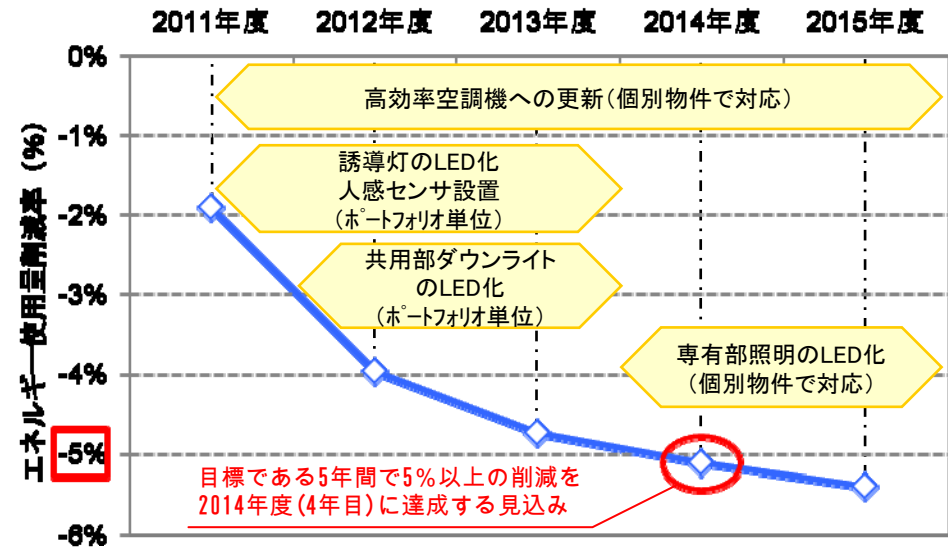 2011年度 2012年度 2013年度 2014年度 2015年度
エネルギー使用量削減率 (%)
0%
-1%
-2%
-3%
-4%
-5%
-6%
高効率空調機への更新(個別物件で対応)
誘導灯のLED化
人感センサ設置
(ﾎﾟｰﾄﾌｫﾘｵ単位)
共用部ダウンライト
のLED化
(ﾎﾟｰﾄﾌｫﾘｵ単位)
専有部照明のLED化
(個別物件で対応)
目標である5年間で5%以上の削減を
2014年度(4年目)に達成する見込み